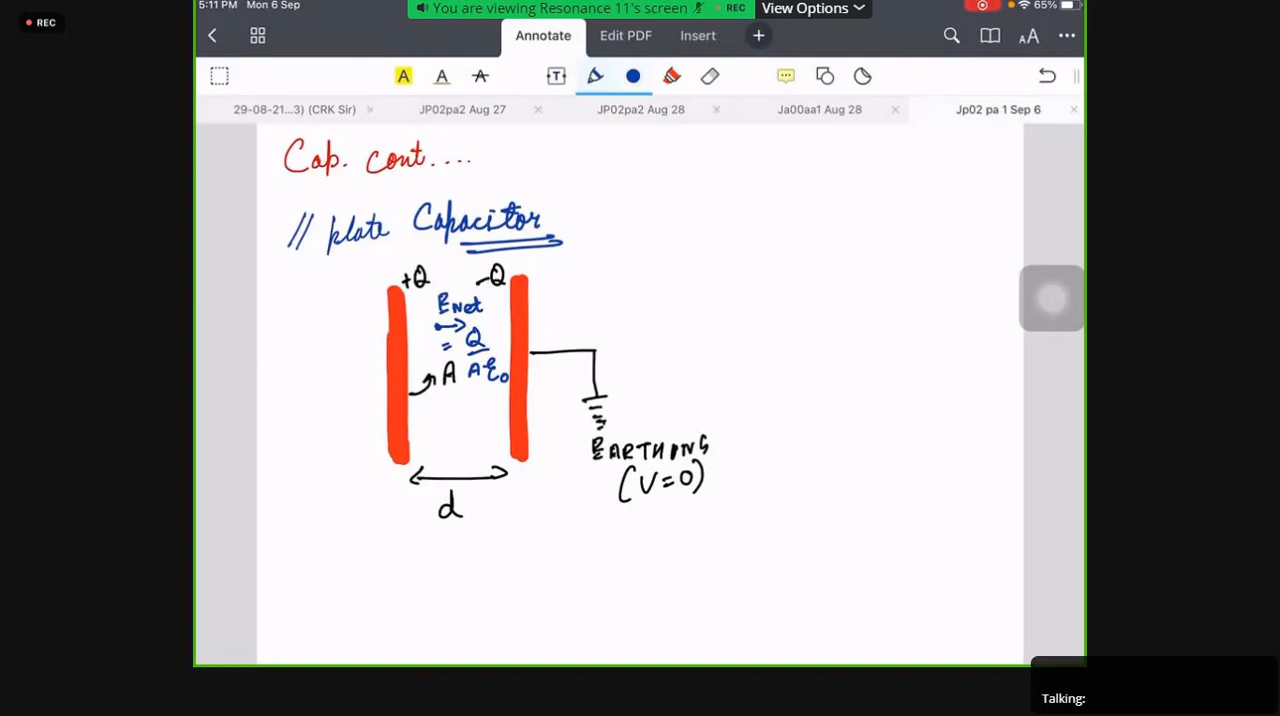 5:11 PM Mon 6 Sep
You are viewing Resonance 11's screen REC View Options
65%
REC
Annotate Edit PDF Insert +
AA
A A A T
29-08-21...3) (CRK Sir) × JP02pa2 Aug 27 × JP02pa2 Aug 28 × Ja00aa1 Aug 28 × Jp02 pa 1 Sep 6 ×
Cap. cont....
// plate Capacitor
+Q -Q
ENet
= Q
A Aε₀
EARTHING
(V=0)
d
Talking: